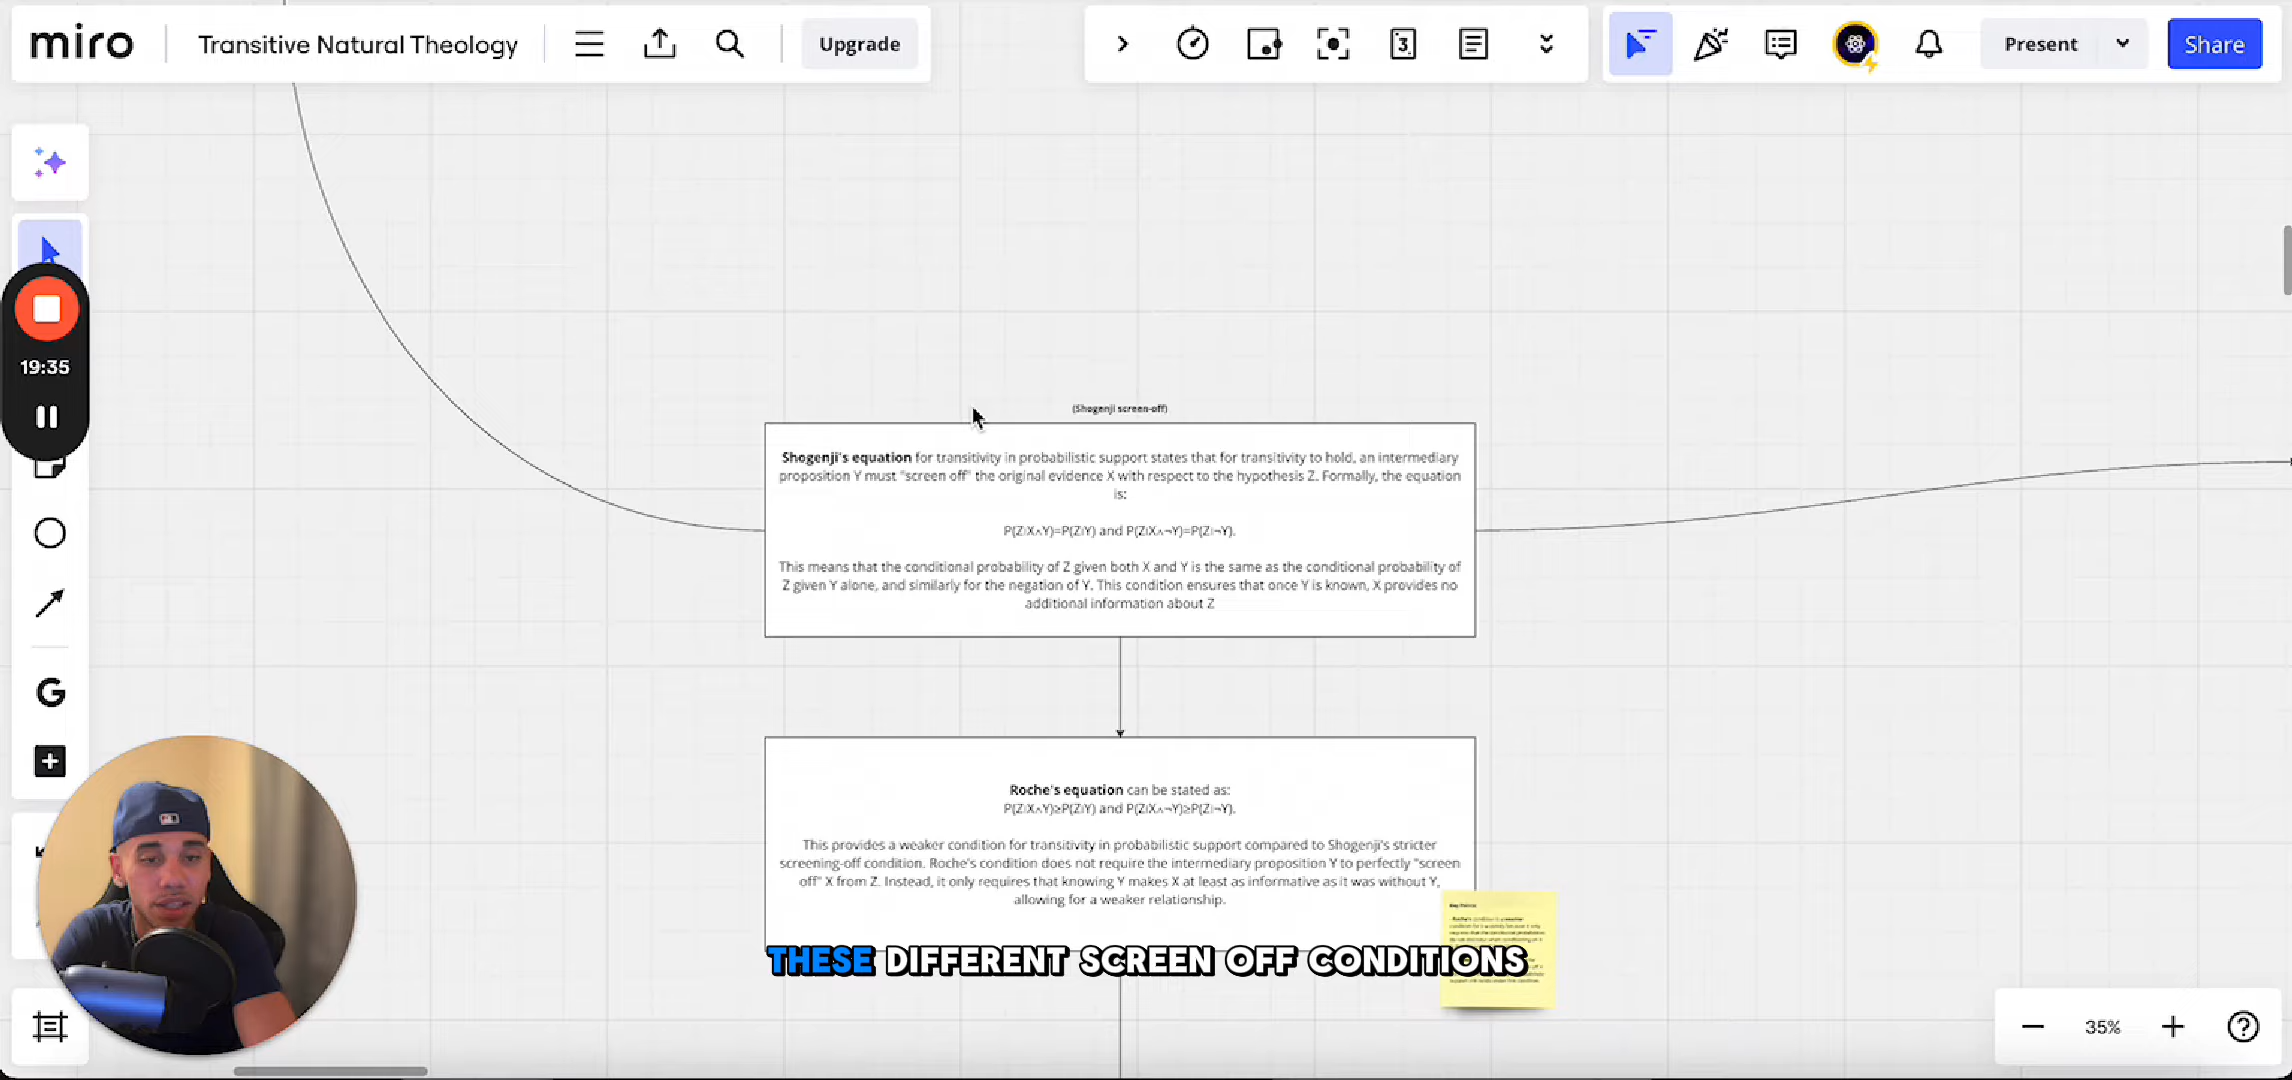 miro
Transitive Natural Theology
Upgrade
3
Present
Share
19:35
(Shogenji screen-off)
Shogenji's equation for transitivity in probabilistic support states that for transitivity to hold, an intermediary
proposition Y must "screen off" the original evidence X with respect to the hypothesis Z. Formally, the equation
is:
P(Z|X∧Y)=P(Z|Y) and P(Z|X∧¬Y)=P(Z|¬Y).
This means that the conditional probability of Z given both X and Y is the same as the conditional probability of
Z given Y alone, and similarly for the negation of Y. This condition ensures that once Y is known, X provides no
additional information about Z
Roche's equation can be stated as:
P(Z|X∧Y)≥P(Z|Y) and P(Z|X∧¬Y)≥P(Z|¬Y).
This provides a weaker condition for transitivity in probabilistic support compared to Shogenji's stricter
screening-off condition. Roche's condition does not require the intermediary proposition Y to perfectly "screen
off" X from Z. Instead, it only requires that knowing Y makes X at least as informative as it was without Y,
allowing for a weaker relationship.
Key Points
THESE DIFFERENT SCREEN OFF CONDITIONS
35%